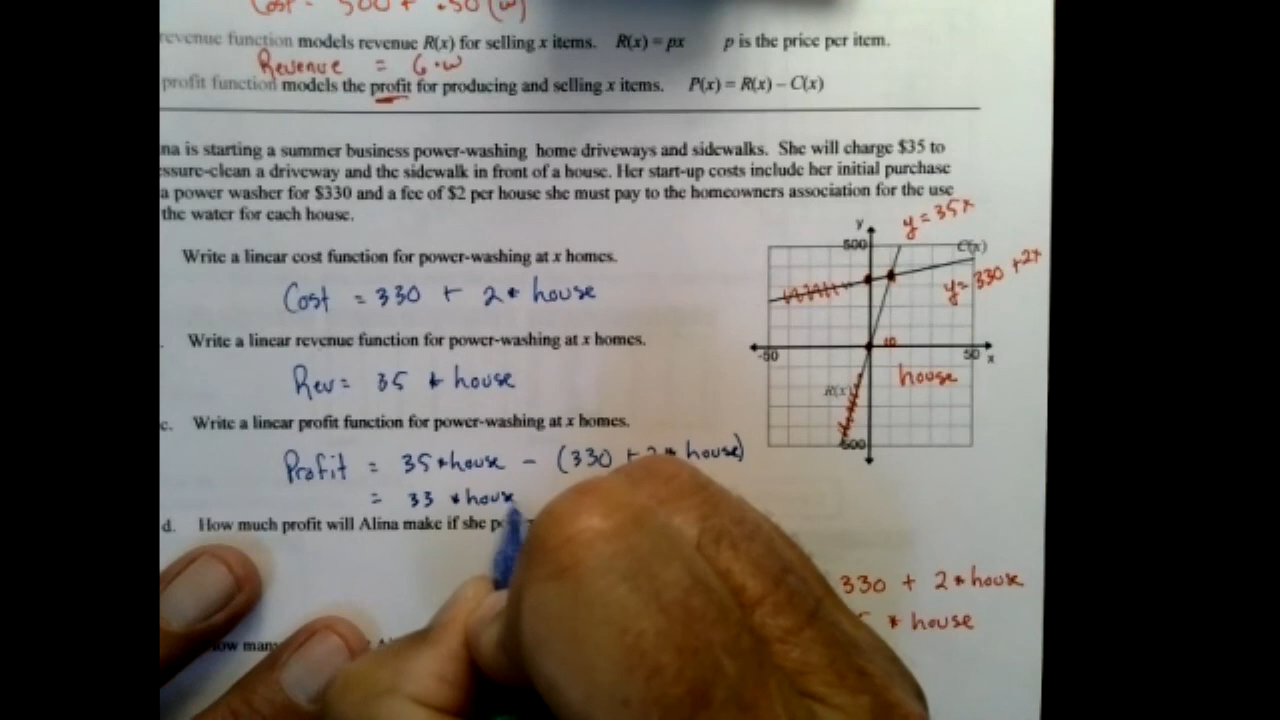 Cost = 500 + .50 (w)
revenue function models revenue R(x) for selling x items. R(x) = px p is the price per item.
Revenue = 6·w
profit function models the profit for producing and selling x items. P(x) = R(x) – C(x)
na is starting a summer business power-washing home driveways and sidewalks. She will charge $35 to
ssure-clean a driveway and the sidewalk in front of a house. Her start-up costs include her initial purchase
a power washer for $330 and a fee of $2 per house she must pay to the homeowners association for the use
the water for each house.
Write a linear cost function for power-washing at x homes.
Cost = 330 + 2* house
Write a linear revenue function for power-washing at x homes.
Rev = 35 * house
c. Write a linear profit function for power-washing at x homes.
Profit = 35*house – (330 + 2* house)
= 33 *hous
d. How much profit will Alina make if she
y
500
y = 35x
C(x)
y = 330 + 2x
-50
10
50 x
house
R(x)
-500
330 + 2*house
* house